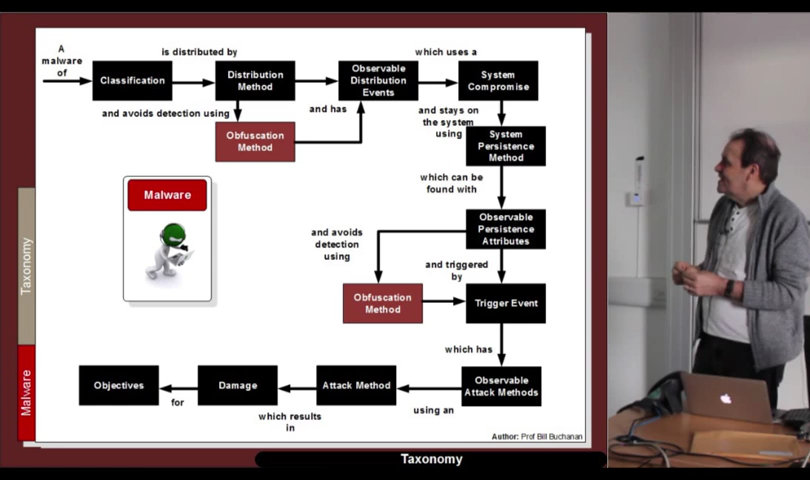 A
malware
of
Classification
is distributed by
Distribution
Method
Observable
Distribution
Events
which uses a
System
Compromise
and avoids detection using
Obfuscation
Method
and has
and stays on
the system
using
System
Persistence
Method
which can be
found with
Observable
Persistence
Attributes
and avoids
detection
using
Obfuscation
Method
and triggered
by
Trigger Event
which has
Observable
Attack Methods
using an
Attack Method
which results
in
Damage
for
Objectives
Malware
Taxonomy
Malware
Author: Prof Bill Buchanan
Taxonomy